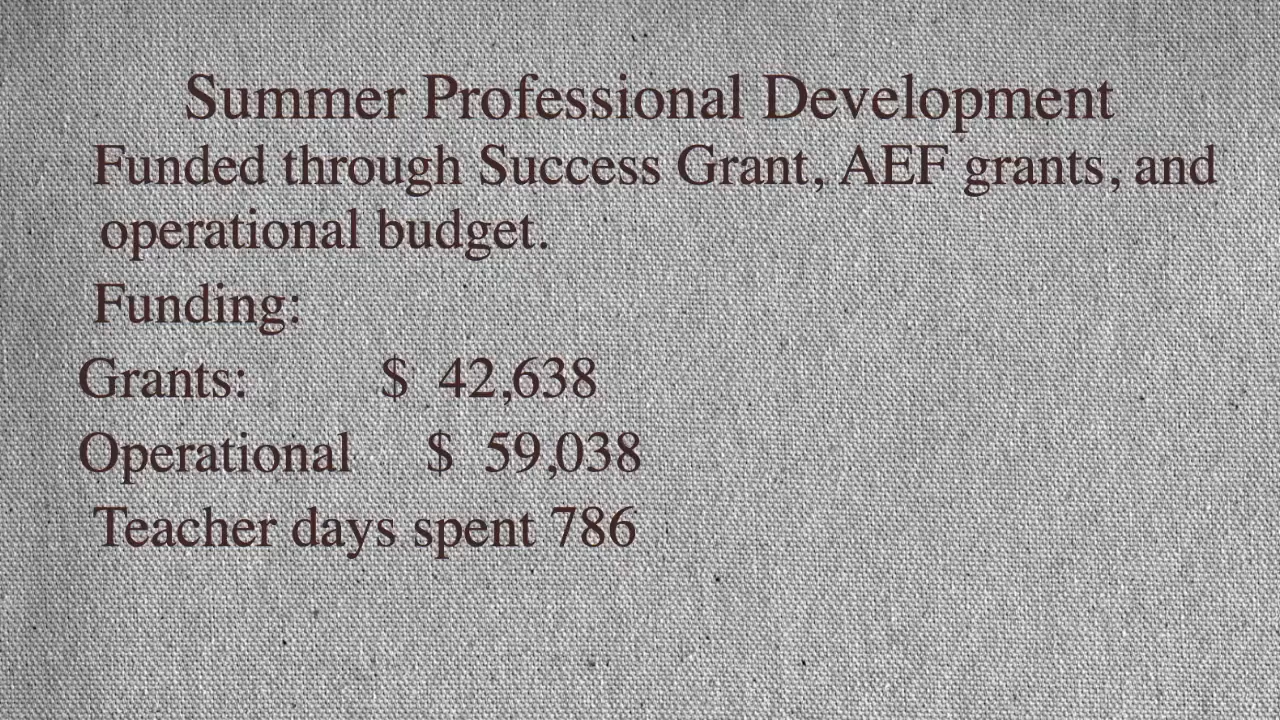 Summer Professional Development
Funded through Success Grant, AEF grants, and
operational budget.
Funding:
Grants: $ 42,638
Operational $ 59,038
Teacher days spent 786